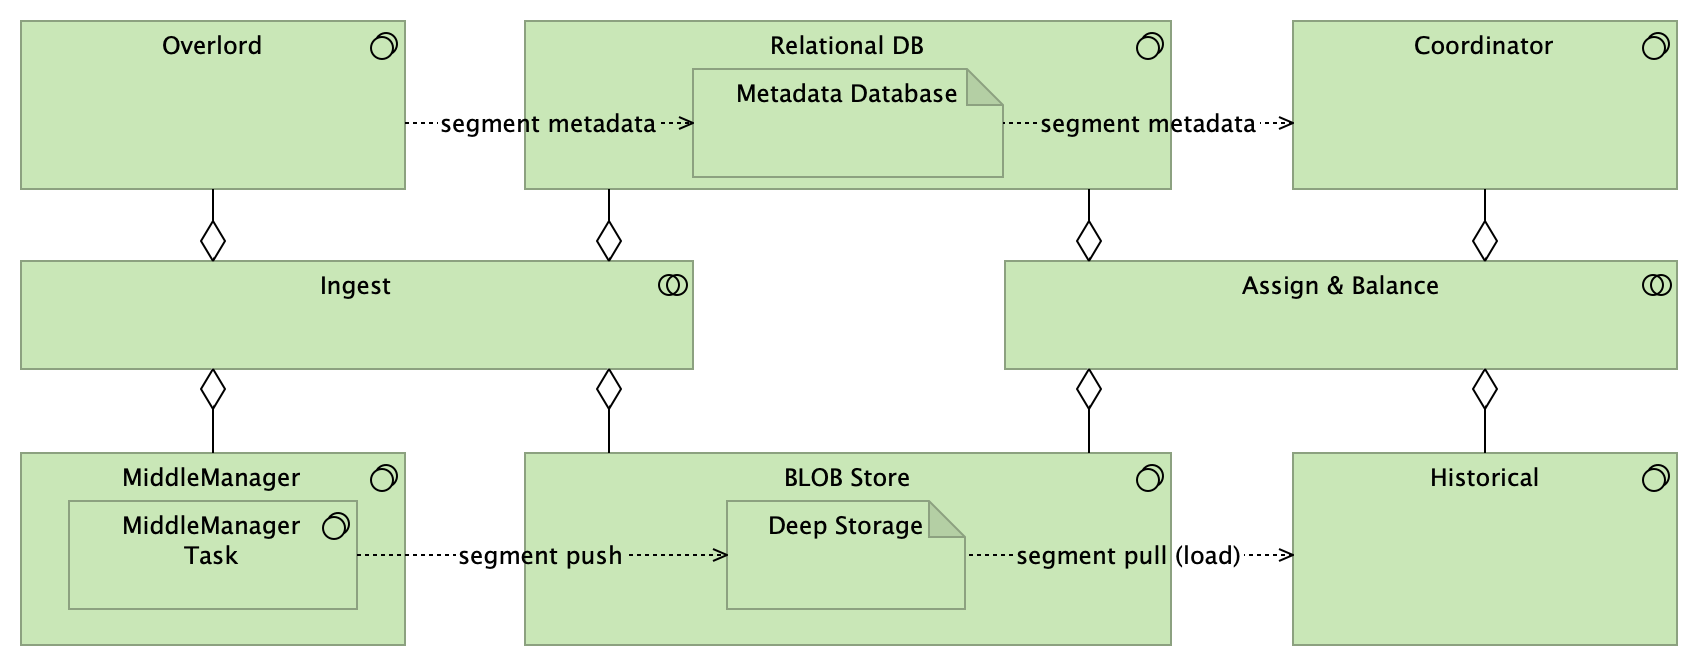 Overlord
Relational DB
Coordinator
Metadata Database
segment metadata
segment metadata
Ingest
Assign & Balance
MiddleManager
BLOB Store
Historical
MiddleManager
Task
Deep Storage
segment push
segment pull (load)